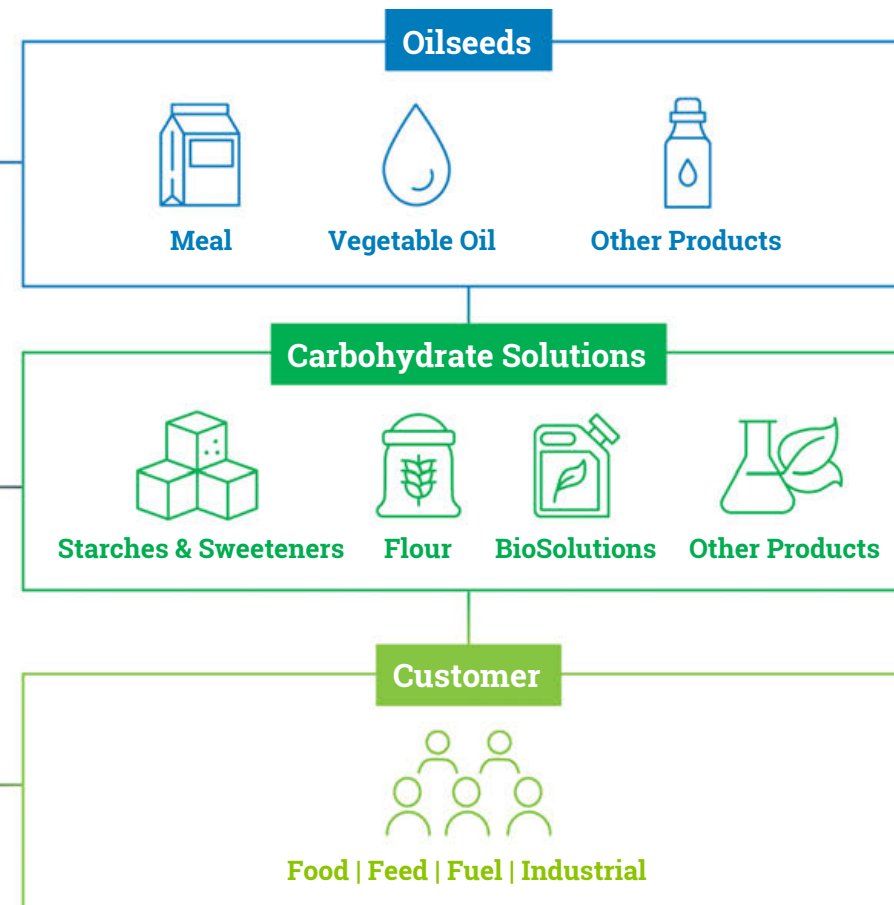 Oilseeds
Meal Vegetable Oil Other Products
Carbohydrate Solutions
Starches & Sweeteners Flour BioSolutions Other Products
Customer
Food | Feed | Fuel | Industrial